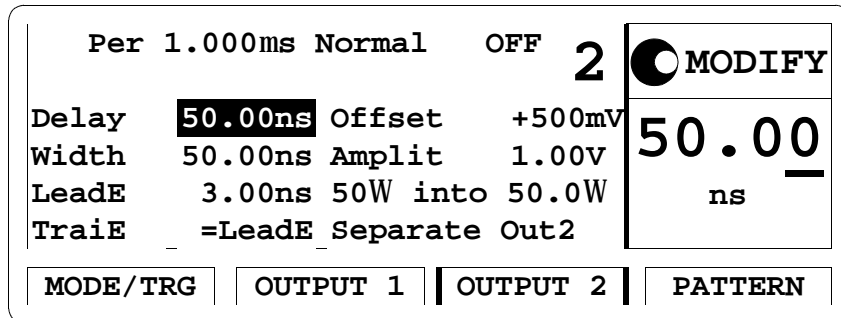 Per 1.000ms Normal OFF 2 MODIFY
Delay 50.00ns Offset +500mV 50.00
Width 50.00ns Amplit 1.00V
LeadE 3.00ns 50W into 50.0W ns
TraiE =LeadE Separate Out2
MODE/TRG OUTPUT 1 OUTPUT 2 PATTERN